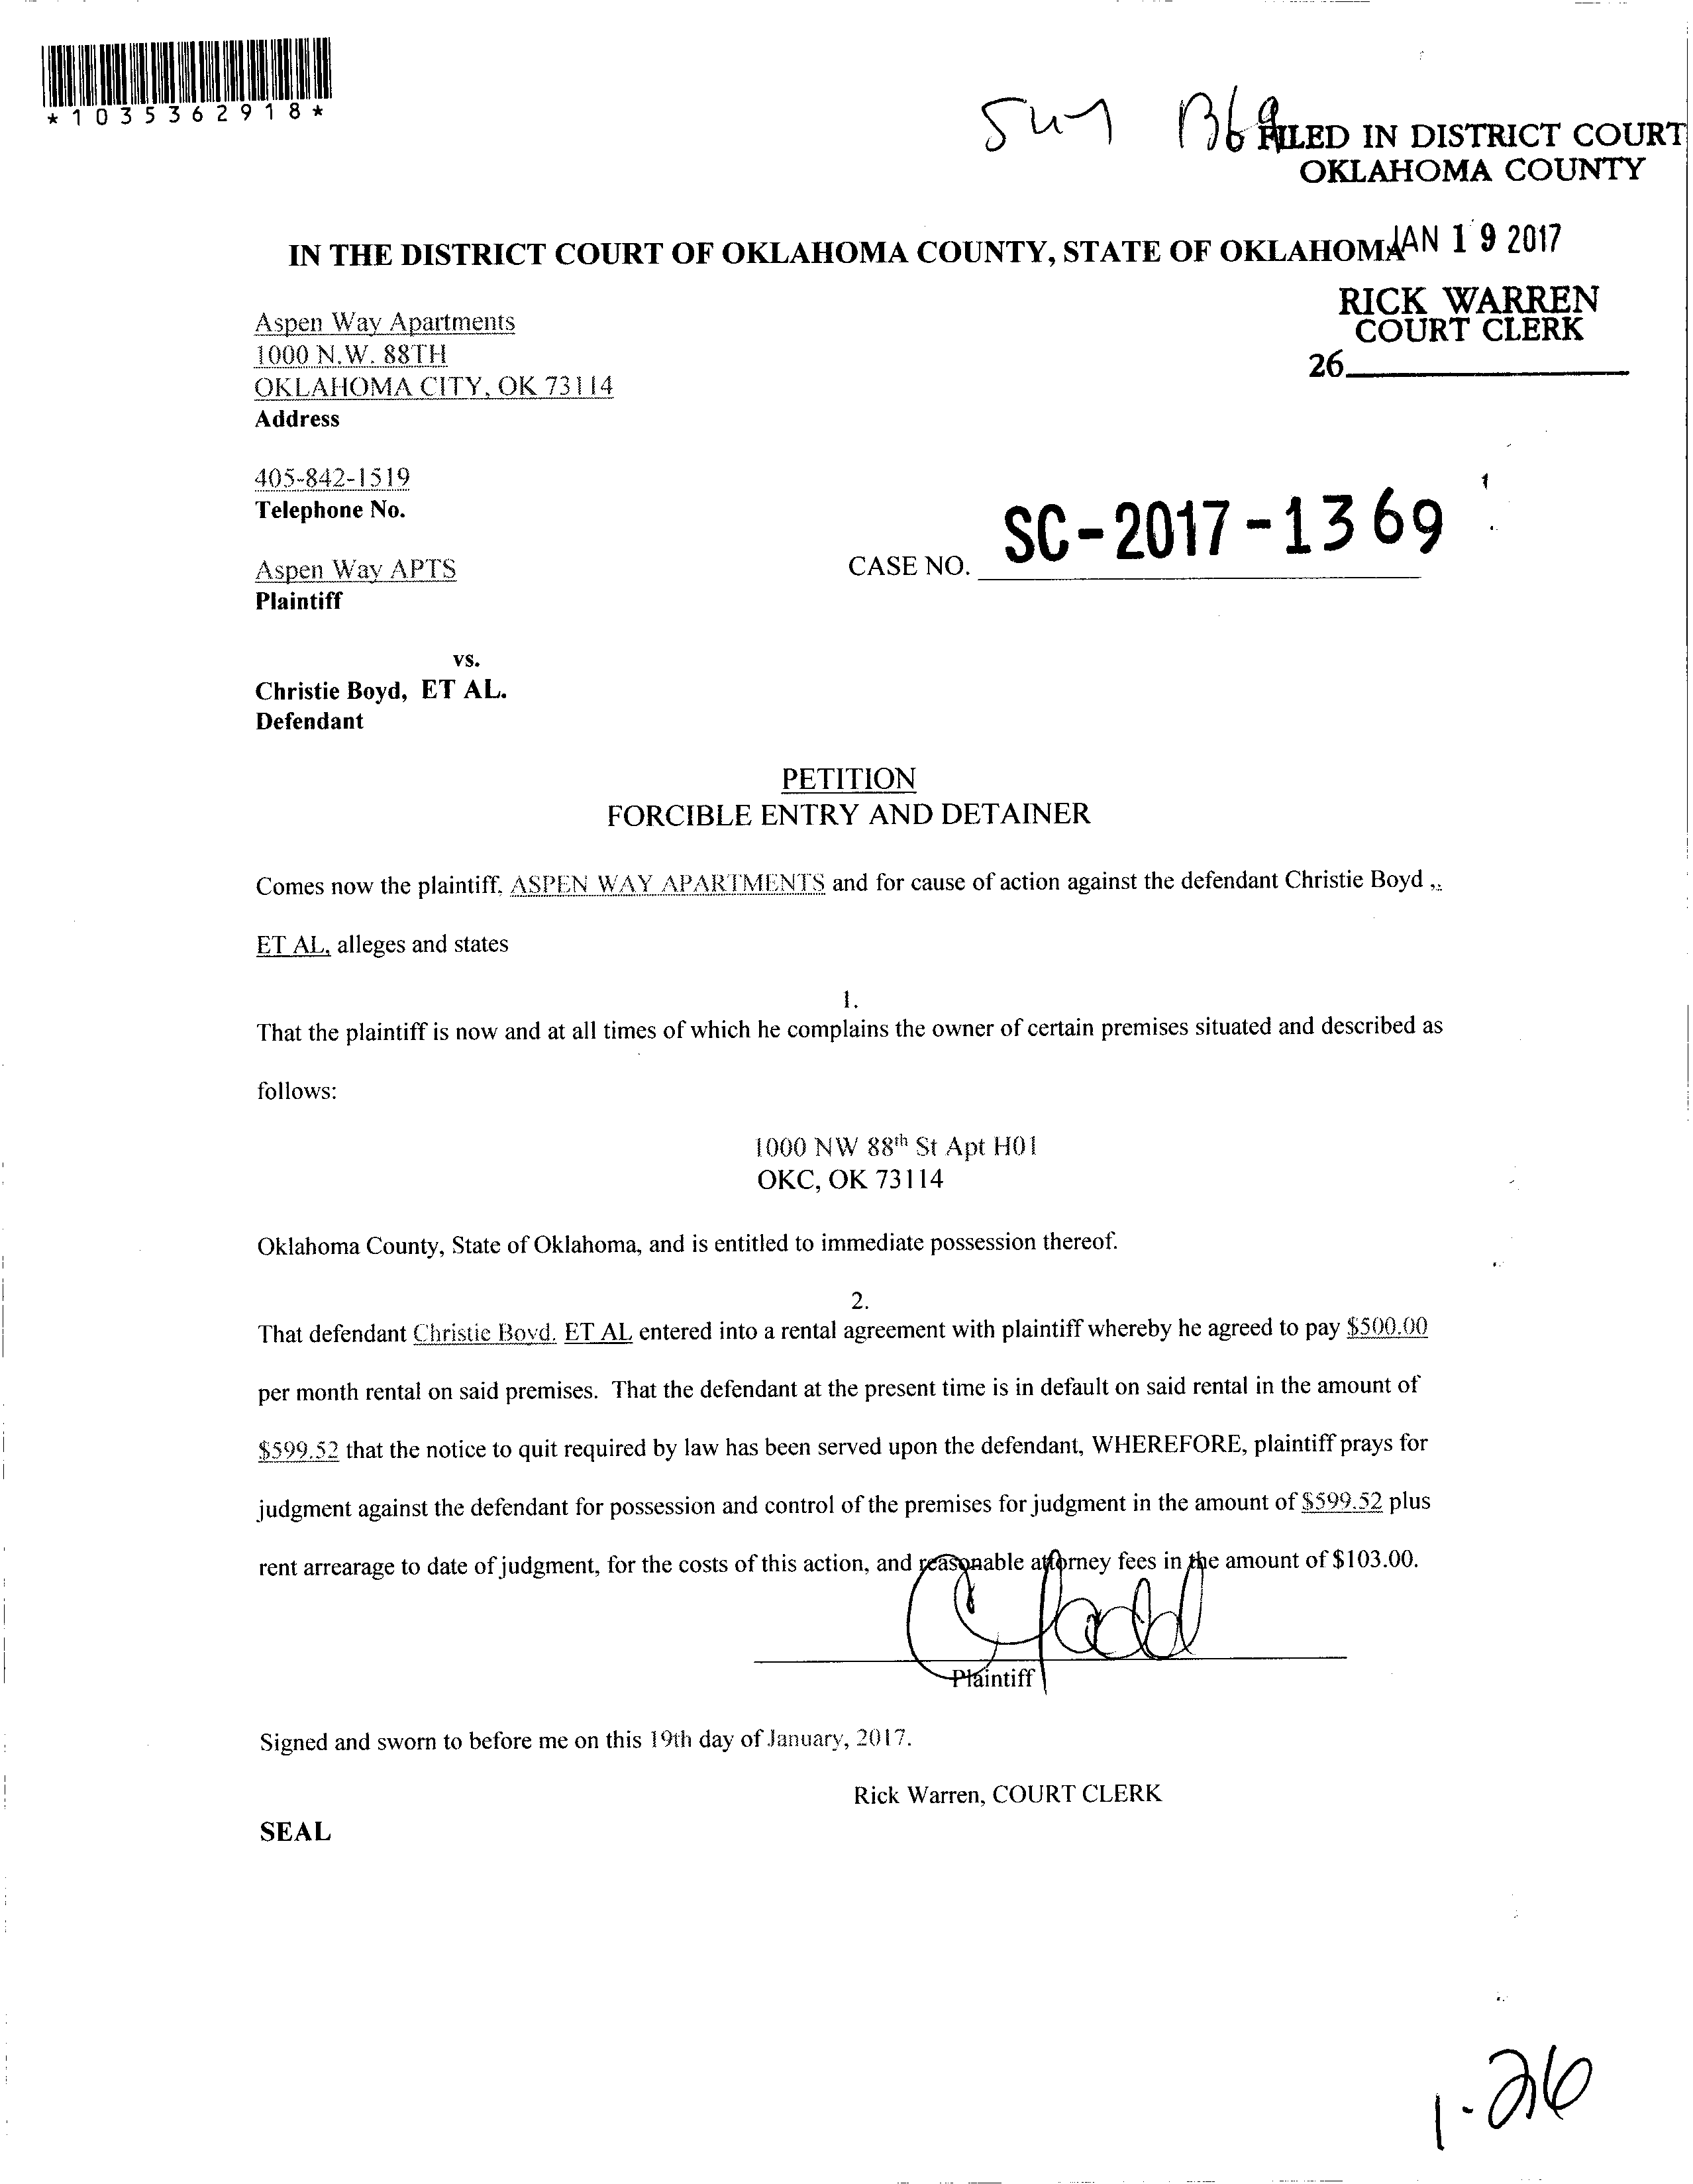 *1035362918*
FILED IN DISTRICT COURT
OKLAHOMA COUNTY
IN THE DISTRICT COURT OF OKLAHOMA COUNTY, STATE OF OKLAHOMA
JAN 19 2017
RICK WARREN
COURT CLERK
26
Aspen Way Apartments
1000 N.W. 88TH
OKLAHOMA CITY, OK 73114
Address
405-842-1519
Telephone No.
SC-2017-1369
CASE NO.
Aspen Way APTS
Plaintiff
vs.
Christie Boyd, ET AL.
Defendant
PETITION
FORCIBLE ENTRY AND DETAINER
Comes now the plaintiff, ASPEN WAY APARTMENTS and for cause of action against the defendant Christie Boyd ,.
ET AL, alleges and states
1.
That the plaintiff is now and at all times of which he complains the owner of certain premises situated and described as
follows:
1000 NW 88th St Apt H01
OKC, OK 73114
Oklahoma County, State of Oklahoma, and is entitled to immediate possession thereof.
2.
That defendant Christie Boyd, ET AL entered into a rental agreement with plaintiff whereby he agreed to pay $500.00
per month rental on said premises. That the defendant at the present time is in default on said rental in the amount of
$599.52 that the notice to quit required by law has been served upon the defendant, WHEREFORE, plaintiff prays for
judgment against the defendant for possession and control of the premises for judgment in the amount of $599.52 plus
rent arrearage to date of judgment, for the costs of this action, and reasonable attorney fees in the amount of $103.00.
Plaintiff
Signed and sworn to before me on this 19th day of January, 2017.
Rick Warren, COURT CLERK
SEAL
1-26